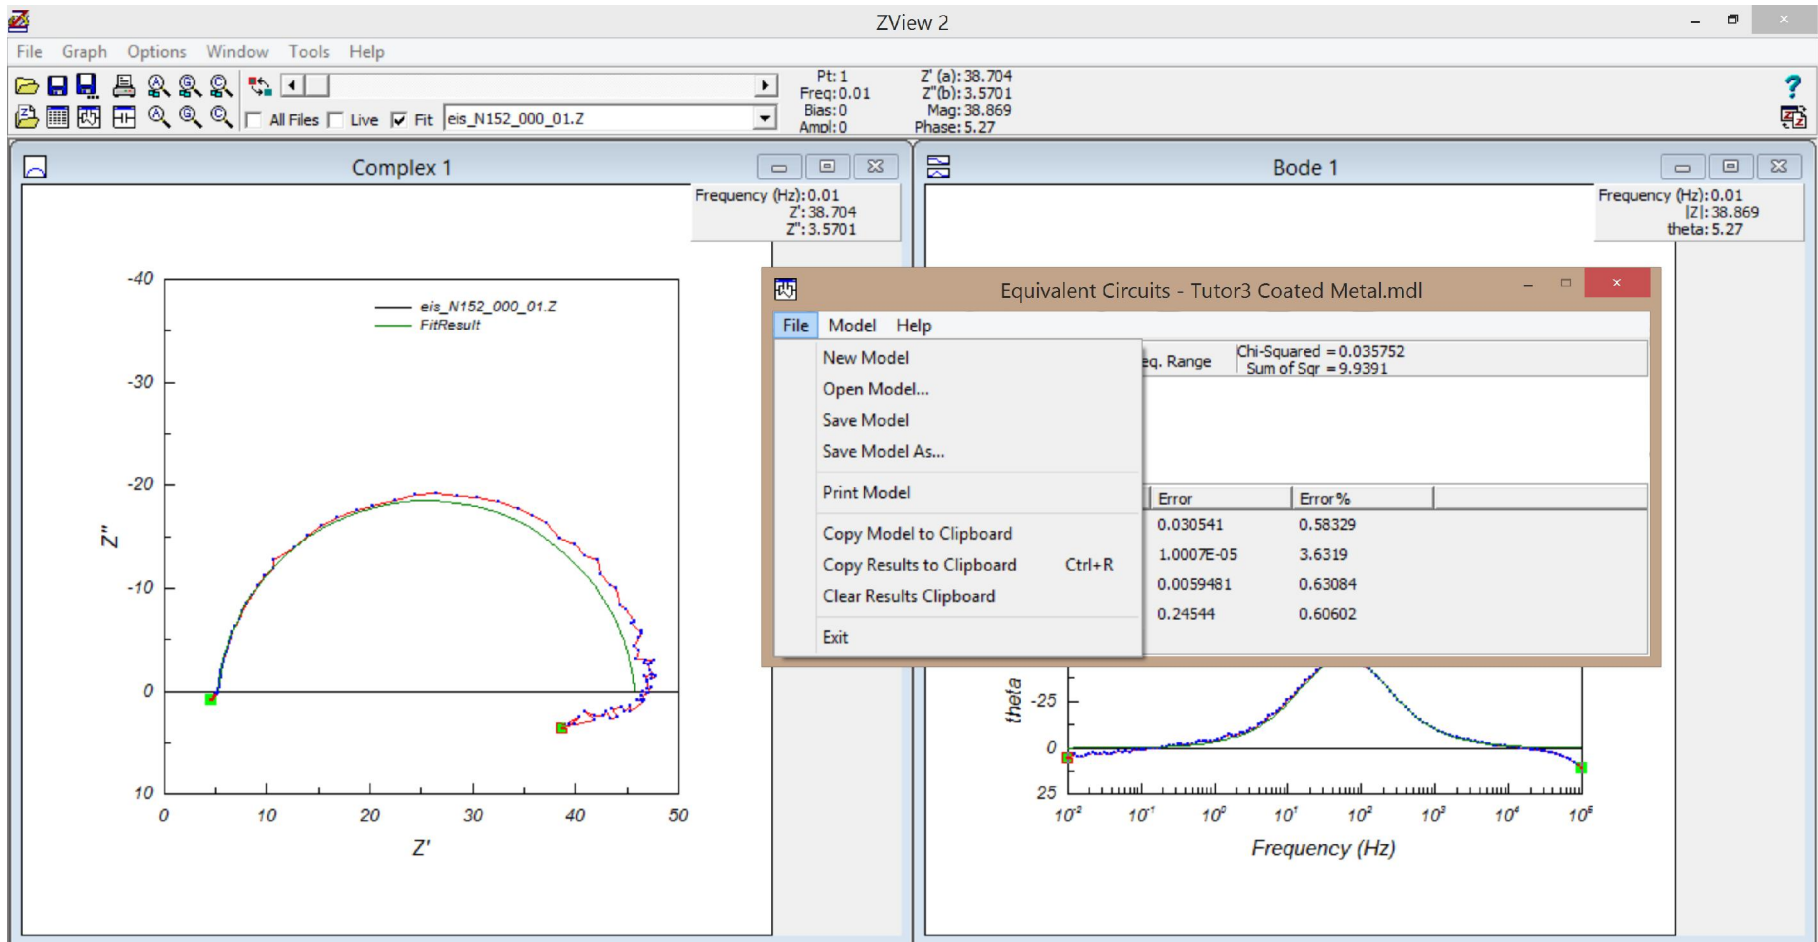 ZView 2
File Graph Options Window Tools Help
Pt: 1
Freq: 0.01
Bias: 0
Ampl: 0
Z' (a): 38.704
Z"(b): 3.5701
Mag: 38.869
Phase: 5.27
All Files Live Fit eis_N152_000_01.Z
Complex 1
Frequency (Hz): 0.01
Z': 38.704
Z": 3.5701
-40
-30
-20
-10
0
10
Z"
eis_N152_000_01.Z
FitResult
0 10 20 30 40 50
Z'
Bode 1
Frequency (Hz): 0.01
|Z|: 38.869
theta: 5.27
Equivalent Circuits - Tutor3 Coated Metal.mdl
File Model Help
New Model
Open Model...
Save Model
Save Model As...
Print Model
Copy Model to Clipboard
Copy Results to Clipboard Ctrl+R
Clear Results Clipboard
Exit
eq. Range
Chi-Squared = 0.035752
Sum of Sqr = 9.9391
Error Error%
0.030541 0.58329
1.0007E-05 3.6319
0.0059481 0.63084
0.24544 0.60602
theta
-25
0
25
10-2 10-1 100 101 102 103 104 105
Frequency (Hz)